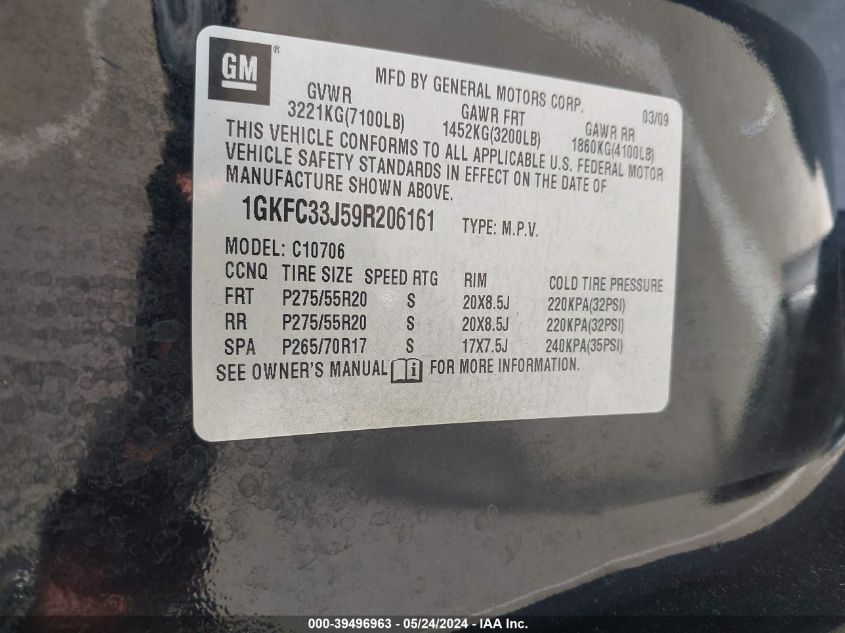 GM®
MFD BY GENERAL MOTORS CORP.
03/09
GVWR GAWR FRT GAWR RR
3221KG(7100LB) 1452KG(3200LB) 1860KG(4100LB)
THIS VEHICLE CONFORMS TO ALL APPLICABLE U.S. FEDERAL MOTOR
VEHICLE SAFETY STANDARDS IN EFFECT ON THE DATE OF
MANUFACTURE SHOWN ABOVE.
1GKFC33J59R206161 TYPE: M.P.V.
MODEL: C10706
CCNQ TIRE SIZE SPEED RTG RIM COLD TIRE PRESSURE
FRT P275/55R20 S 20X8.5J 220KPA(32PSI)
RR P275/55R20 S 20X8.5J 220KPA(32PSI)
SPA P265/70R17 S 17X7.5J 240KPA(35PSI)
SEE OWNER'S MANUAL i FOR MORE INFORMATION.
000-39496963 - 05/24/2024 - IAA Inc.